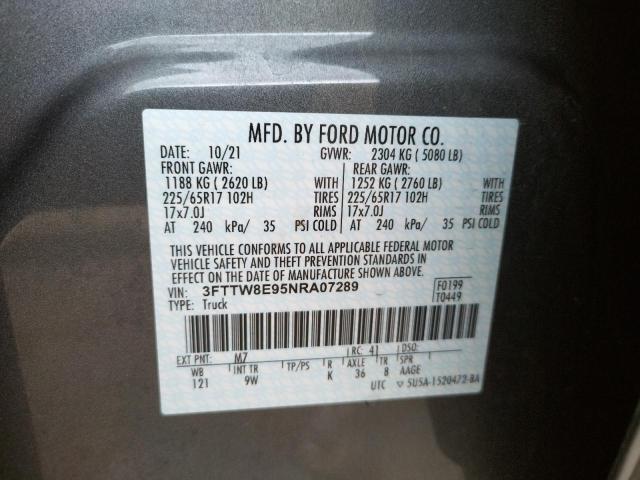 MFD. BY FORD MOTOR CO.
DATE: 10/21 GVWR: 2304 KG ( 5080 LB)
FRONT GAWR: REAR GAWR:
1188 KG ( 2620 LB) WITH 1252 KG ( 2760 LB) WITH
225/65R17 102H TIRES 225/65R17 102H TIRES
17x7.0J RIMS 17x7.0J RIMS
AT 240 kPa/ 35 PSI COLD AT 240 kPa/ 35 PSI COLD
THIS VEHICLE CONFORMS TO ALL APPLICABLE FEDERAL MOTOR
VEHICLE SAFETY AND THEFT PREVENTION STANDARDS IN
EFFECT ON THE DATE OF MANUFACTURE SHOWN ABOVE.
VIN: 3FTTW8E95NRA07289 F0199
TYPE: Truck T0449
EXT PNT: M7 RC: 41 DSO:
WB INT TR TP/PS R AXLE TR SPR
121 9W K 36 8 AAGE
UTC 5U5A-1520472-BA